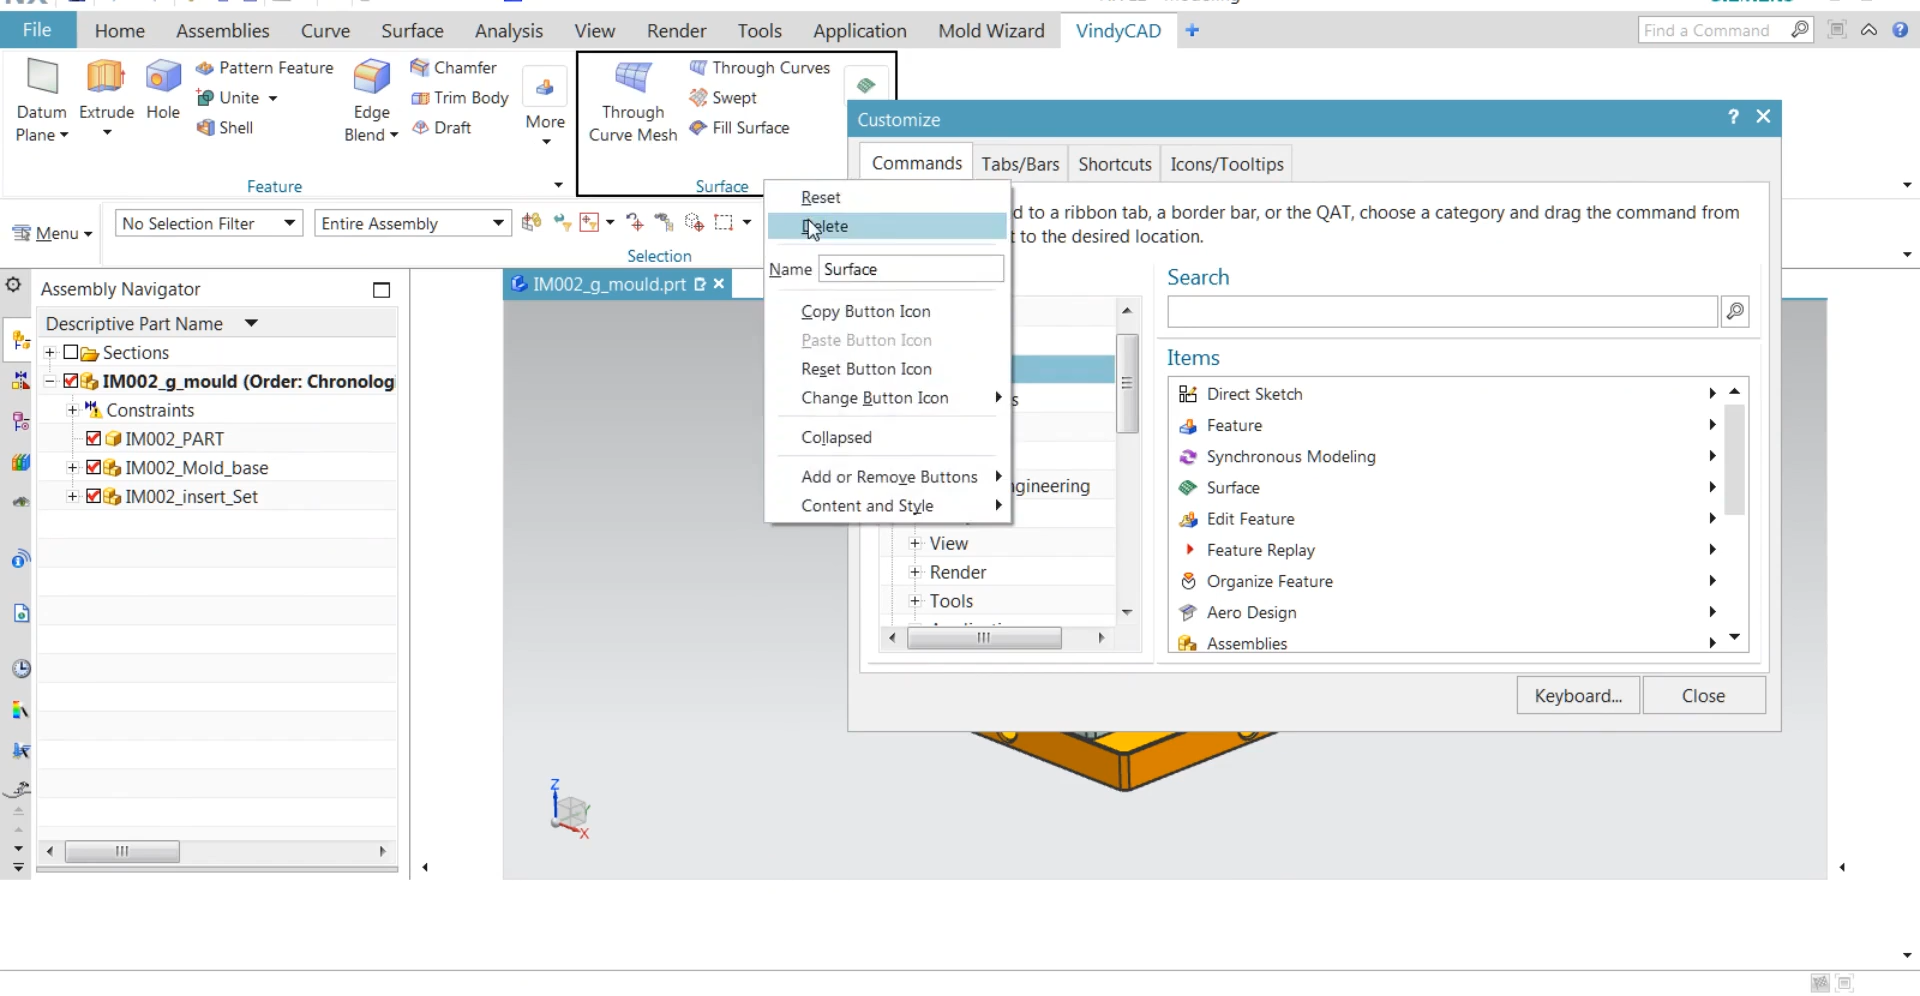 File
Home
Assemblies
Curve
Surface
Analysis
View
Render
Tools
Application
Mold Wizard
VindyCAD
Find a Command
Datum
Plane
Extrude
Hole
Pattern Feature
Unite
Shell
Edge
Blend
Chamfer
Trim Body
Draft
More
Feature
Through
Curve Mesh
Through Curves
Swept
Fill Surface
Surface
Customize
Commands
Tabs/Bars
Shortcuts
Icons/Tooltips
d to a ribbon tab, a border bar, or the QAT, choose a category and drag the command from
t to the desired location.
Menu
No Selection Filter
Entire Assembly
Selection
Reset
Delete
Name Surface
Copy Button Icon
Paste Button Icon
Reset Button Icon
Change Button Icon
Collapsed
Add or Remove Buttons
Content and Style
Assembly Navigator
Descriptive Part Name
Sections
IM002_g_mould (Order: Chronolog
Constraints
IM002_PART
IM002_Mold_base
IM002_insert_Set
IM002_g_mould.prt
s
gineering
View
Render
Tools
Search
Items
Direct Sketch
Feature
Synchronous Modeling
Surface
Edit Feature
Feature Replay
Organize Feature
Aero Design
Assemblies
Keyboard...
Close
Z
X